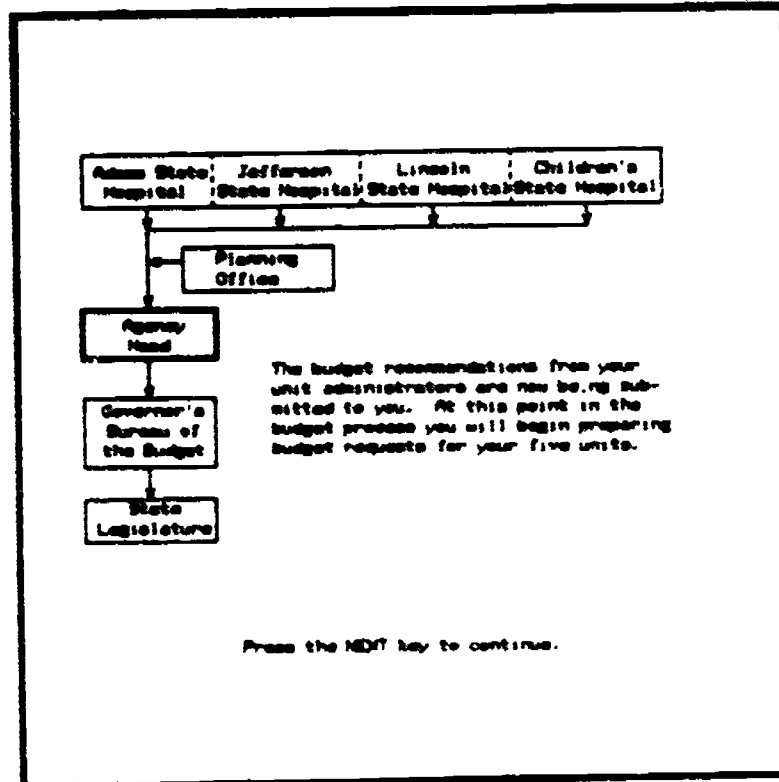 Adams State
Hospital
Jefferson
State Hospital
Lincoln
State Hospital
Children's
State Hospital
Planning
Office
Agency
Head
The budget recommendations from your
unit administrators are now being sub-
mitted to you. At this point in the
budget process you will begin preparing
budget requests for your five units.
Governor's
Bureau of
the Budget
State
Legislature
Press the NEXT key to continue.